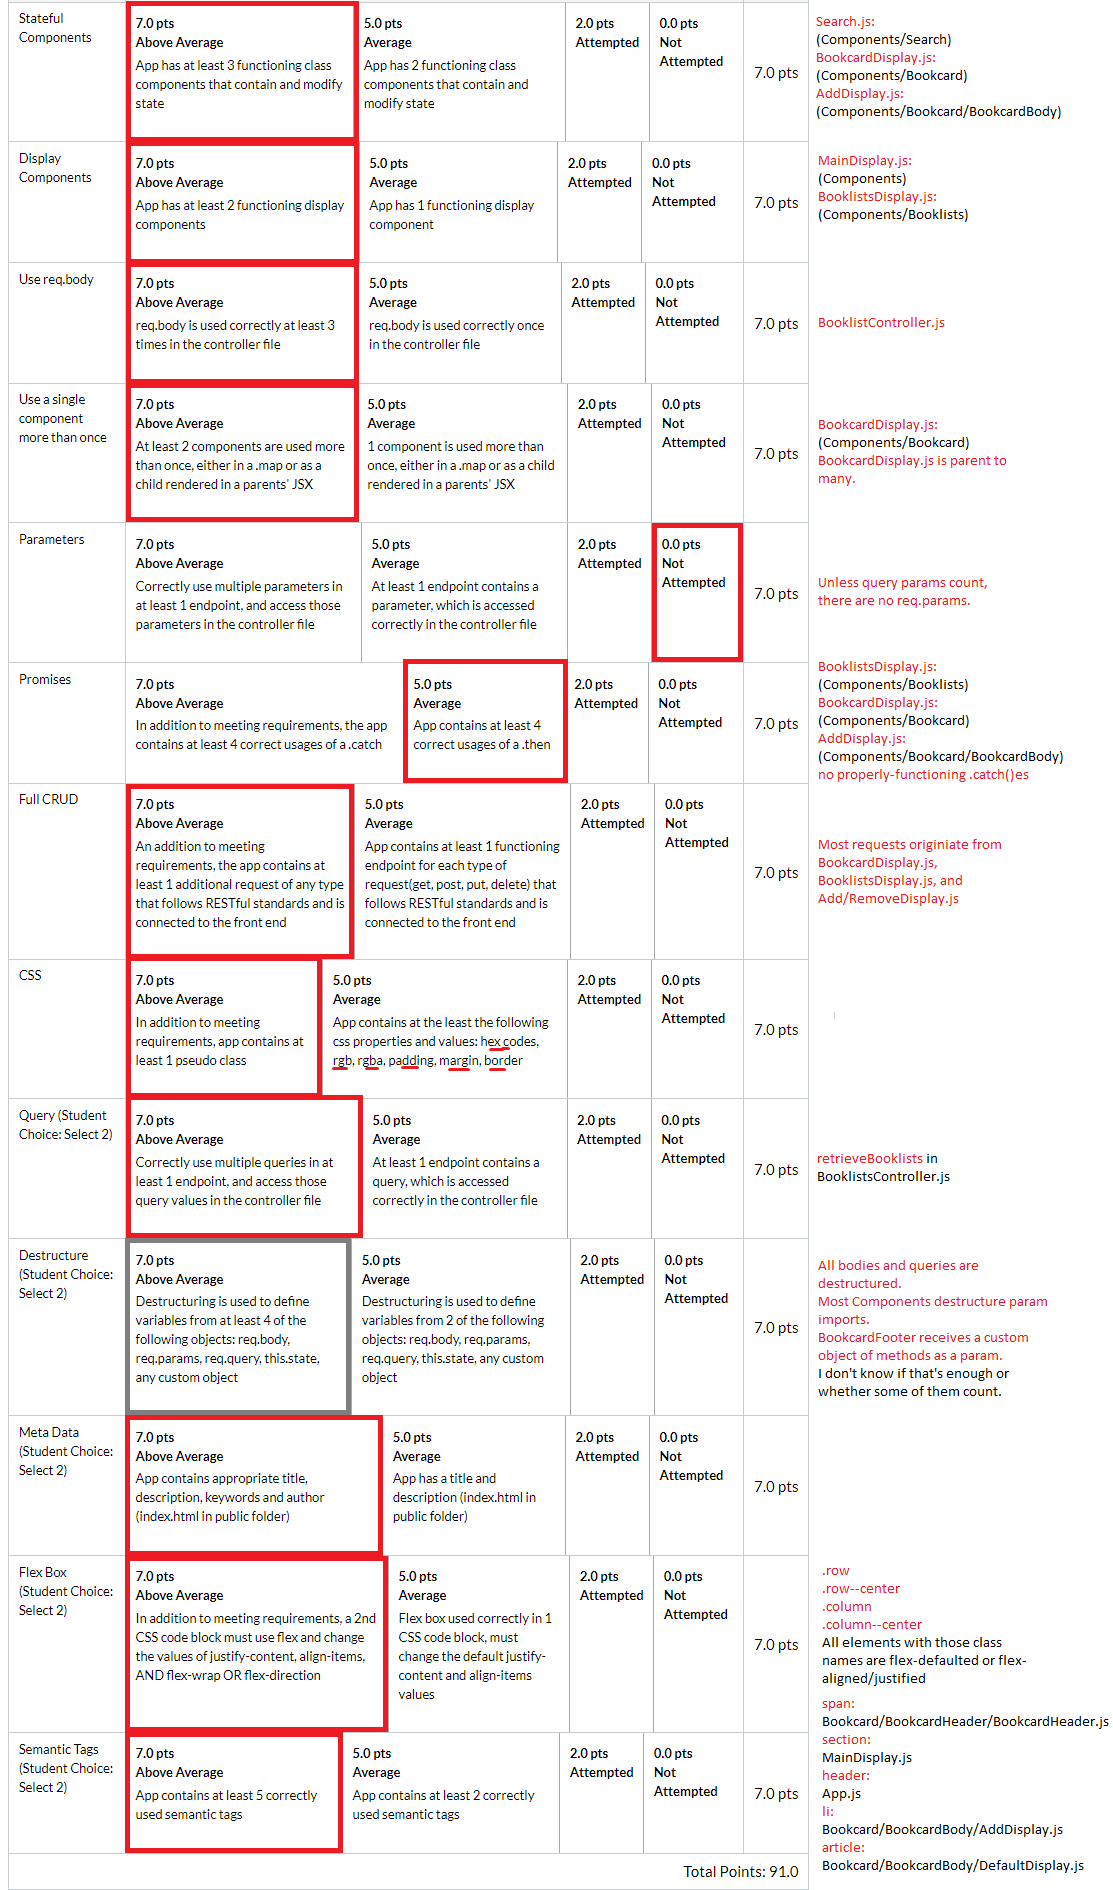 Stateful
Components
7.0 pts
Above Average
App has at least 3 functioning class
components that contain and modify
state
5.0 pts
Average
App has 2 functioning class
components that contain and
modify state
2.0 pts
Attempted
0.0 pts
Not
Attempted
7.0 pts
Search.js:
(Components/Search)
BookcardDisplay.js:
(Components/Bookcard)
AddDisplay.js:
(Components/Bookcard/BookcardBody)
Display
Components
7.0 pts
Above Average
App has at least 2 functioning display
components
5.0 pts
Average
App has 1 functioning display
component
2.0 pts
Attempted
0.0 pts
Not
Attempted
7.0 pts
MainDisplay.js:
(Components)
BooklistsDisplay.js:
(Components/Booklists)
Use req.body
7.0 pts
Above Average
req.body is used correctly at least 3
times in the controller file
5.0 pts
Average
req.body is used correctly once
in the controller file
2.0 pts
Attempted
0.0 pts
Not
Attempted
7.0 pts
BooklistController.js
Use a single
component
more than once
7.0 pts
Above Average
At least 2 components are used more
than once, either in a .map or as a
child rendered in a parents' JSX
5.0 pts
Average
1 component is used more than
once, either in a .map or as a child
rendered in a parents' JSX
2.0 pts
Attempted
0.0 pts
Not
Attempted
7.0 pts
BookcardDisplay.js:
(Components/Bookcard)
BookcardDisplay.js is parent to
many.
Parameters
7.0 pts
Above Average
Correctly use multiple parameters in
at least 1 endpoint, and access those
parameters in the controller file
5.0 pts
Average
At least 1 endpoint contains a
parameter, which is accessed
correctly in the controller file
2.0 pts
Attempted
0.0 pts
Not
Attempted
7.0 pts
Unless query params count,
there are no req.params.
Promises
7.0 pts
Above Average
In addition to meeting requirements, the app
contains at least 4 correct usages of a .catch
5.0 pts
Average
App contains at least 4
correct usages of a .then
2.0 pts
Attempted
0.0 pts
Not
Attempted
7.0 pts
BooklistsDisplay.js:
(Components/Booklists)
BookcardDisplay.js:
(Components/Bookcard)
AddDisplay.js:
(Components/Bookcard/BookcardBody)
no properly-functioning .catch()es
Full CRUD
7.0 pts
Above Average
An addition to meeting
requirements, the app contains at
least 1 additional request of any type
that follows RESTful standards and is
connected to the front end
5.0 pts
Average
App contains at least 1 functioning
endpoint for each type of
request(get, post, put, delete) that
follows RESTful standards and is
connected to the front end
2.0 pts
Attempted
0.0 pts
Not
Attempted
7.0 pts
Most requests originiate from
BookcardDisplay.js,
BooklistsDisplay.js, and
Add/RemoveDisplay.js
CSS
7.0 pts
Above Average
In addition to meeting
requirements, app contains at
least 1 pseudo class
5.0 pts
Average
App contains at the least the following
css properties and values: hex codes,
rgb, rgba, padding, margin, border
2.0 pts
Attempted
0.0 pts
Not
Attempted
7.0 pts
Query (Student
Choice: Select 2)
7.0 pts
Above Average
Correctly use multiple queries in at
least 1 endpoint, and access those
query values in the controller file
5.0 pts
Average
At least 1 endpoint contains a
query, which is accessed
correctly in the controller file
2.0 pts
Attempted
0.0 pts
Not
Attempted
7.0 pts
retrieveBooklists in
BooklistsController.js
Destructure
(Student Choice:
Select 2)
7.0 pts
Above Average
Destructuring is used to define
variables from at least 4 of the
following objects: req.body,
req.params, req.query, this.state,
any custom object
5.0 pts
Average
Destructuring is used to define
variables from 2 of the following
objects: req.body, req.params,
req.query, this.state, any custom
object
2.0 pts
Attempted
0.0 pts
Not
Attempted
7.0 pts
All bodies and queries are
destructured.
Most Components destructure param
imports.
BookcardFooter receives a custom
object of methods as a param.
I don't know if that's enough or
whether some of them count.
Meta Data
(Student Choice:
Select 2)
7.0 pts
Above Average
App contains appropriate title,
description, keywords and author
(index.html in public folder)
5.0 pts
Average
App has a title and
description (index.html in
public folder)
2.0 pts
Attempted
0.0 pts
Not
Attempted
7.0 pts
Flex Box
(Student Choice:
Select 2)
7.0 pts
Above Average
In addition to meeting requirements, a 2nd
CSS code block must use flex and change
the values of justify-content, align-items,
AND flex-wrap OR flex-direction
5.0 pts
Average
Flex box used correctly in 1
CSS code block, must
change the default justify-
content and align-items
values
2.0 pts
Attempted
0.0 pts
Not
Attempted
7.0 pts
.row
.row--center
.column
.column--center
All elements with those class
names are flex-defaulted or flex-
aligned/justified
Semantic Tags
(Student Choice:
Select 2)
7.0 pts
Above Average
App contains at least 5 correctly
used semantic tags
5.0 pts
Average
App contains at least 2 correctly
used semantic tags
2.0 pts
Attempted
0.0 pts
Not
Attempted
7.0 pts
span:
Bookcard/BookcardHeader/BookcardHeader.js
section:
MainDisplay.js
header:
App.js
li:
Bookcard/BookcardBody/AddDisplay.js
article:
Bookcard/BookcardBody/DefaultDisplay.js
Total Points: 91.0